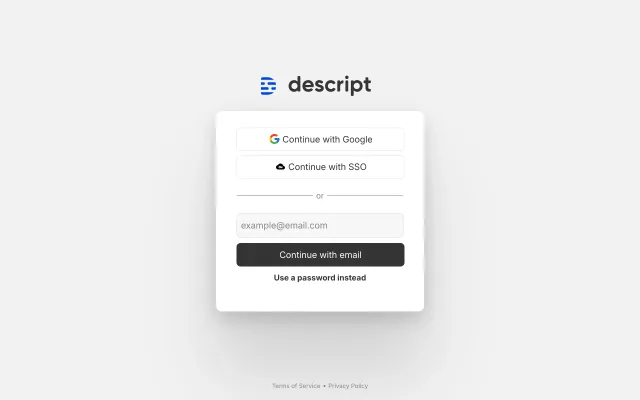 descript
Continue with Google
Continue with SSO
or
example@email.com
Continue with email
Use a password instead
Terms of Service • Privacy Policy